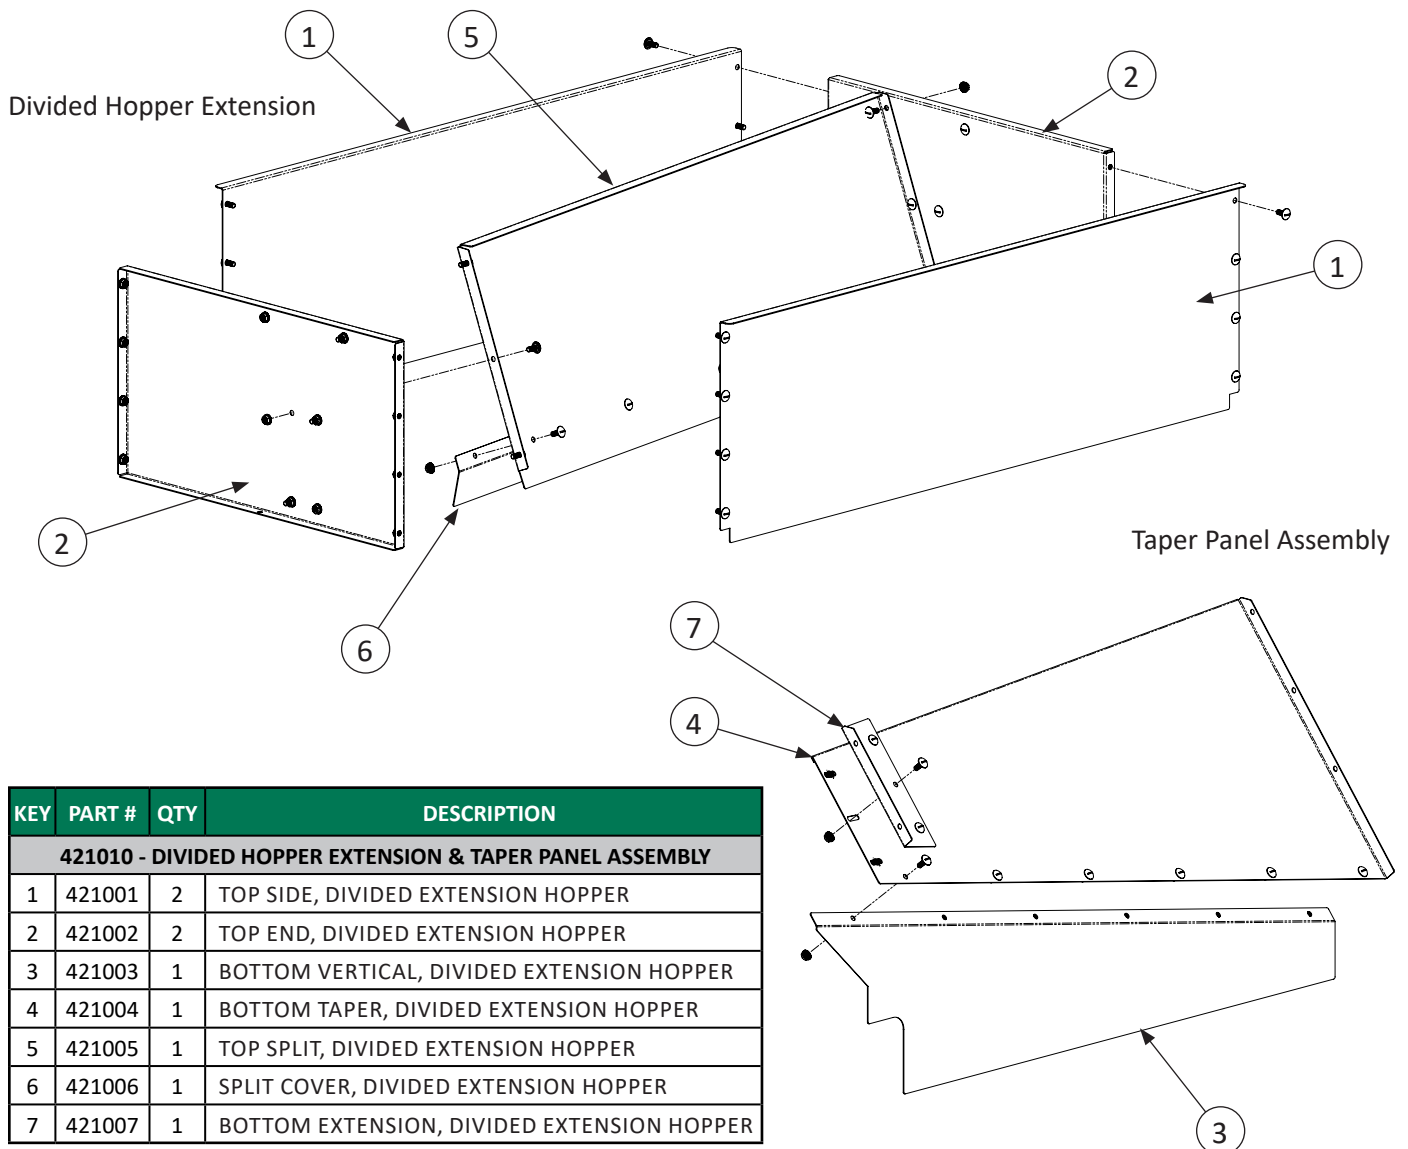 1
5
2
Divided Hopper Extension
1
2
6
Taper Panel Assembly
7
4
3
KEY PART # QTY DESCRIPTION
421010 - DIVIDED HOPPER EXTENSION & TAPER PANEL ASSEMBLY
1 421001 2 TOP SIDE, DIVIDED EXTENSION HOPPER
2 421002 2 TOP END, DIVIDED EXTENSION HOPPER
3 421003 1 BOTTOM VERTICAL, DIVIDED EXTENSION HOPPER
4 421004 1 BOTTOM TAPER, DIVIDED EXTENSION HOPPER
5 421005 1 TOP SPLIT, DIVIDED EXTENSION HOPPER
6 421006 1 SPLIT COVER, DIVIDED EXTENSION HOPPER
7 421007 1 BOTTOM EXTENSION, DIVIDED EXTENSION HOPPER